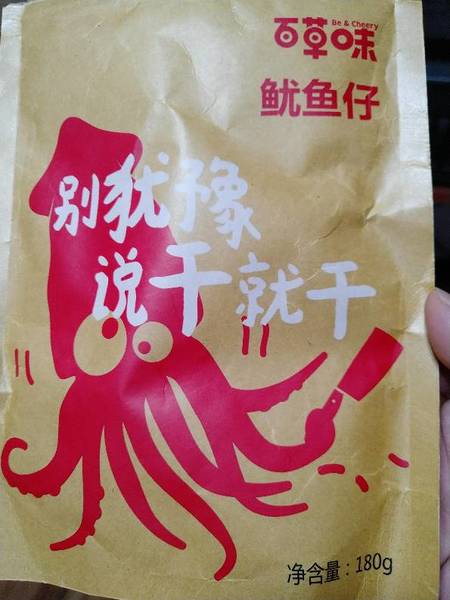 Be & Cheery
百草味
鱿鱼仔
别犹豫
说干就干
净含量：180g